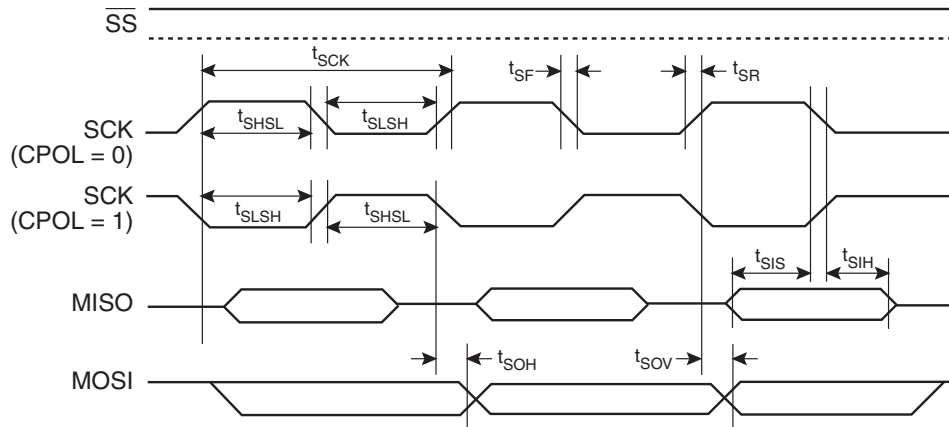 SS
tSCK
tSF
tSR
tSHSL
tSLSH
SCK
(CPOL = 0)
SCK
(CPOL = 1)
tSLSH
tSHSL
tSIS
tSIH
MISO
tSOH
tSOV
MOSI